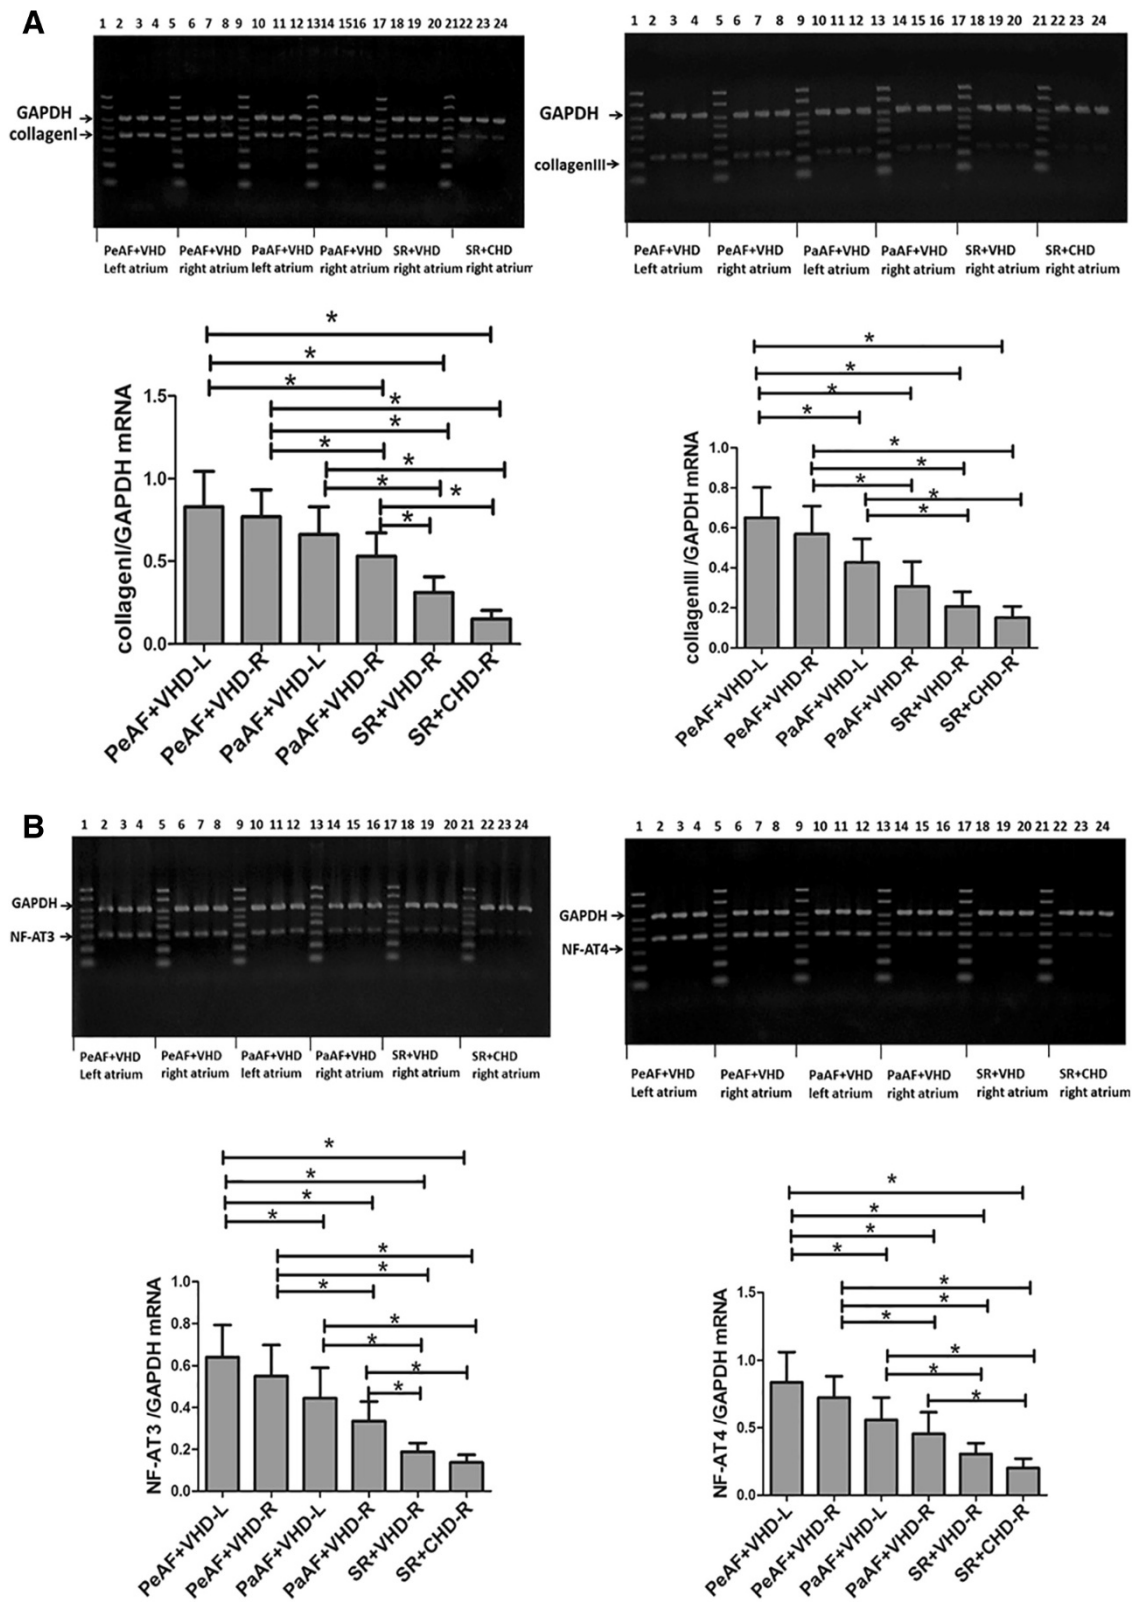 A
1 2 3 4 5 6 7 8 9 10 11 12 13 14 15 16 17 18 19 20 21 22 23 24
GAPDH
collagenI
PeAF+VHD PeAF+VHD PaAF+VHD PaAF+VHD SR+VHD SR+CHD
Left atrium right atrium left atrium right atrium right atrium right atrium
1 2 3 4 5 6 7 8 9 10 11 12 13 14 15 16 17 18 19 20 21 22 23 24
GAPDH
collagenIII
PeAF+VHD PeAF+VHD PaAF+VHD PaAF+VHD SR+VHD SR+CHD
Left atrium right atrium left atrium right atrium right atrium right atrium
* * * * * * * * * *
collagenI/GAPDH mRNA
1.5
1.0
0.5
0.0
PeAF+VHD-L PeAF+VHD-R PaAF+VHD-L PaAF+VHD-R SR+VHD-R SR+CHD-R
* * * * * * * * *
collagenIII /GAPDH mRNA
1.0
0.8
0.6
0.4
0.2
0.0
PeAF+VHD-L PeAF+VHD-R PaAF+VHD-L PaAF+VHD-R SR+VHD-R SR+CHD-R
B
1 2 3 4 5 6 7 8 9 10 11 12 13 14 15 16 17 18 19 20 21 22 23 24
GAPDH
NF-AT3
PeAF+VHD PeAF+VHD PaAF+VHD PaAF+VHD SR+VHD SR+CHD
Left atrium right atrium left atrium right atrium right atrium right atrium
1 2 3 4 5 6 7 8 9 10 11 12 13 14 15 16 17 18 19 20 21 22 23 24
GAPDH
NF-AT4
PeAF+VHD PeAF+VHD PaAF+VHD PaAF+VHD SR+VHD SR+CHD
Left atrium right atrium left atrium right atrium right atrium right atrium
* * * * * * * * * * *
NF-AT3 /GAPDH mRNA
1.0
0.8
0.6
0.4
0.2
0.0
PeAF+VHD-L PeAF+VHD-R PaAF+VHD-L PaAF+VHD-R SR+VHD-R SR+CHD-R
* * * * * * * * * *
NF-AT4 /GAPDH mRNA
1.5
1.0
0.5
0.0
PeAF+VHD-L PeAF+VHD-R PaAF+VHD-L PaAF+VHD-R SR+VHD-R SR+CHD-R